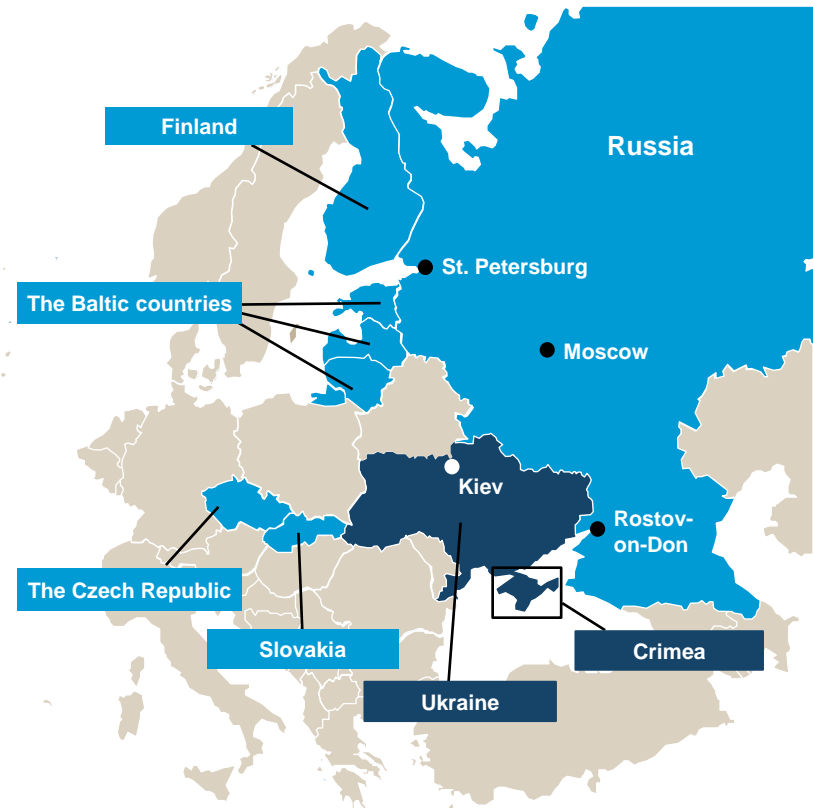 Finland
Russia
St. Petersburg
The Baltic countries
Moscow
Kiev
Rostov-
on-Don
The Czech Republic
Slovakia
Crimea
Ukraine